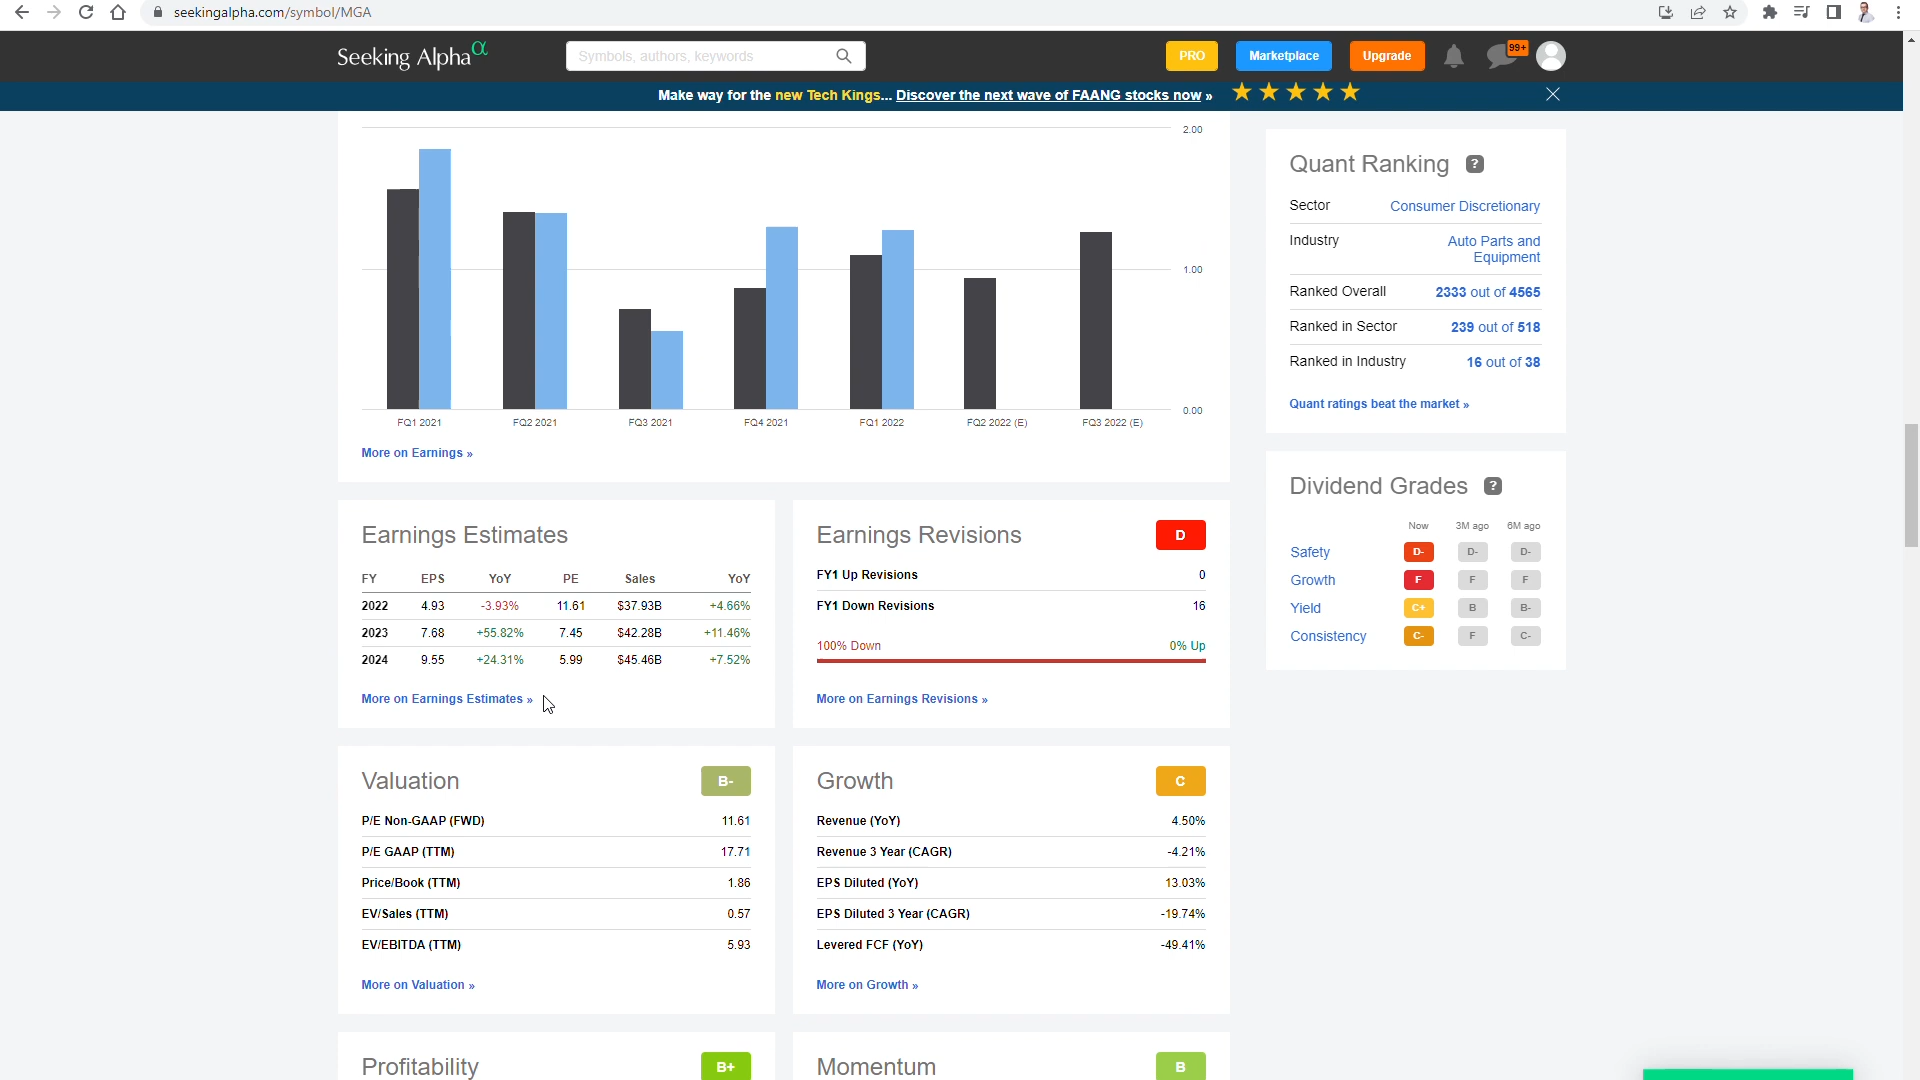 seekingalpha.com/symbol/MGA
Seeking Alpha α
Symbols, authors, keywords
PRO
Marketplace
Upgrade
99+
Make way for the new Tech Kings... Discover the next wave of FAANG stocks now »
2.00
1.00
0.00
FQ1 2021 FQ2 2021 FQ3 2021 FQ4 2021 FQ1 2022 FQ2 2022 (E) FQ3 2022 (E)
More on Earnings »
Quant Ranking ?
Sector Consumer Discretionary
Industry Auto Parts and
Equipment
Ranked Overall 2333 out of 4565
Ranked in Sector 239 out of 518
Ranked in Industry 16 out of 38
Quant ratings beat the market »
Dividend Grades ?
Now 3M ago 6M ago
Safety D- D- D-
Growth F F F
Yield C+ B B-
Consistency C- F C-
Earnings Estimates
FY EPS YoY PE Sales YoY
2022 4.93 -3.93% 11.61 $37.93B +4.66%
2023 7.68 +55.82% 7.45 $42.28B +11.46%
2024 9.55 +24.31% 5.99 $45.46B +7.52%
More on Earnings Estimates »
Earnings Revisions D
FY1 Up Revisions 0
FY1 Down Revisions 16
100% Down 0% Up
More on Earnings Revisions »
Valuation B-
P/E Non-GAAP (FWD) 11.61
P/E GAAP (TTM) 17.71
Price/Book (TTM) 1.86
EV/Sales (TTM) 0.57
EV/EBITDA (TTM) 5.93
More on Valuation »
Growth C
Revenue (YoY) 4.50%
Revenue 3 Year (CAGR) -4.21%
EPS Diluted (YoY) 13.03%
EPS Diluted 3 Year (CAGR) -19.74%
Levered FCF (YoY) -49.41%
More on Growth »
Profitability B+
Momentum B